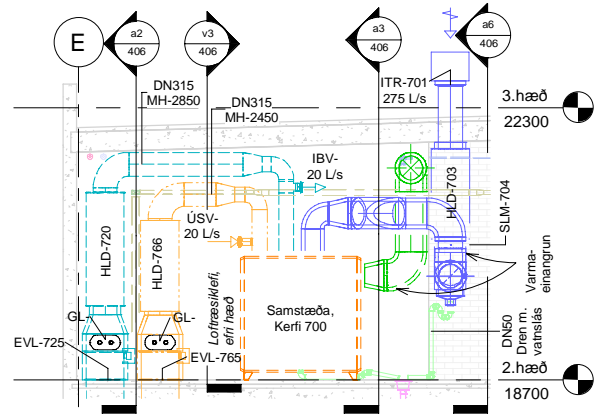 E
a2
406
v3
406
a3
406
a6
406
DN315
MH-2850
DN315
MH-2450
ITR-701
275 L/s
3.hæð
22300
IBV-
20 L/s
ÚSV-
20 L/s
HLD-720
HLD-766
HLD-703
SLM-704
Loftræsiklefi,
efri hæð
Samstæða,
Kerfi 700
Varma-
einangrun
GL-
GL-
EVL-725
EVL-765
DN50
Dren m.
vatnslás
2.hæð
18700